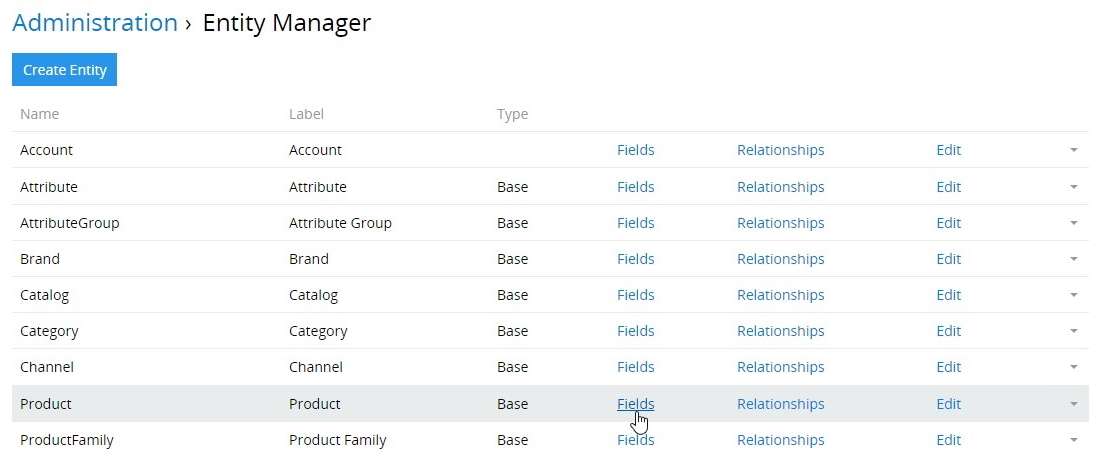 Administration › Entity Manager
Create Entity
Name Label Type
Account Account Fields Relationships Edit
Attribute Attribute Base Fields Relationships Edit
AttributeGroup Attribute Group Base Fields Relationships Edit
Brand Brand Base Fields Relationships Edit
Catalog Catalog Base Fields Relationships Edit
Category Category Base Fields Relationships Edit
Channel Channel Base Fields Relationships Edit
Product Product Base Fields Relationships Edit
ProductFamily Product Family Base Fields Relationships Edit